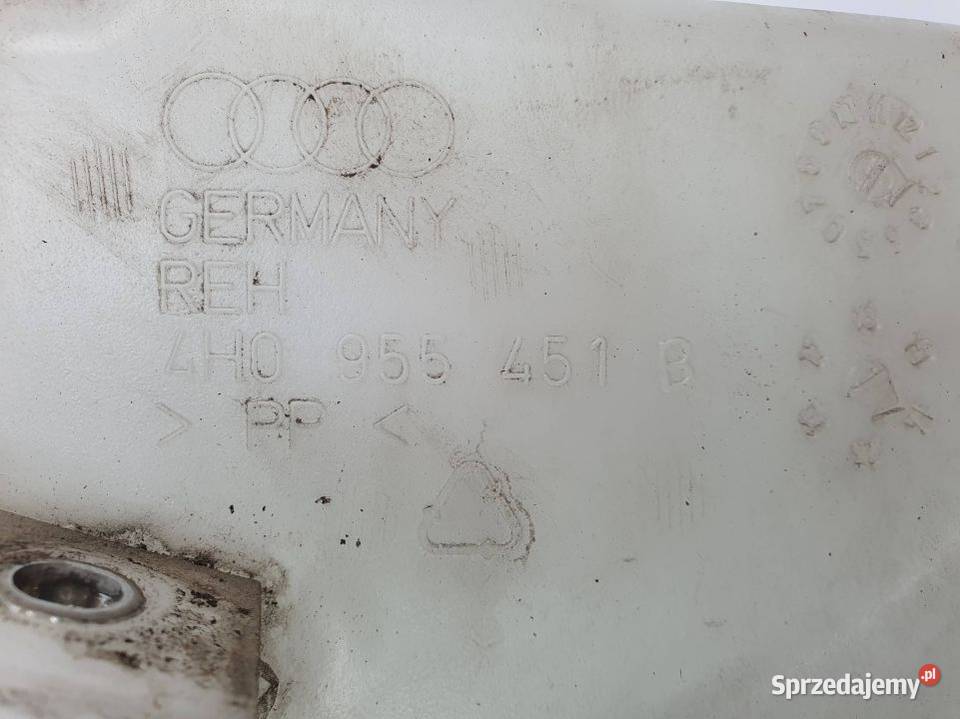 GERMANY
REH
4H0 955 451 B
> PP <
Sprzedajemy.pl